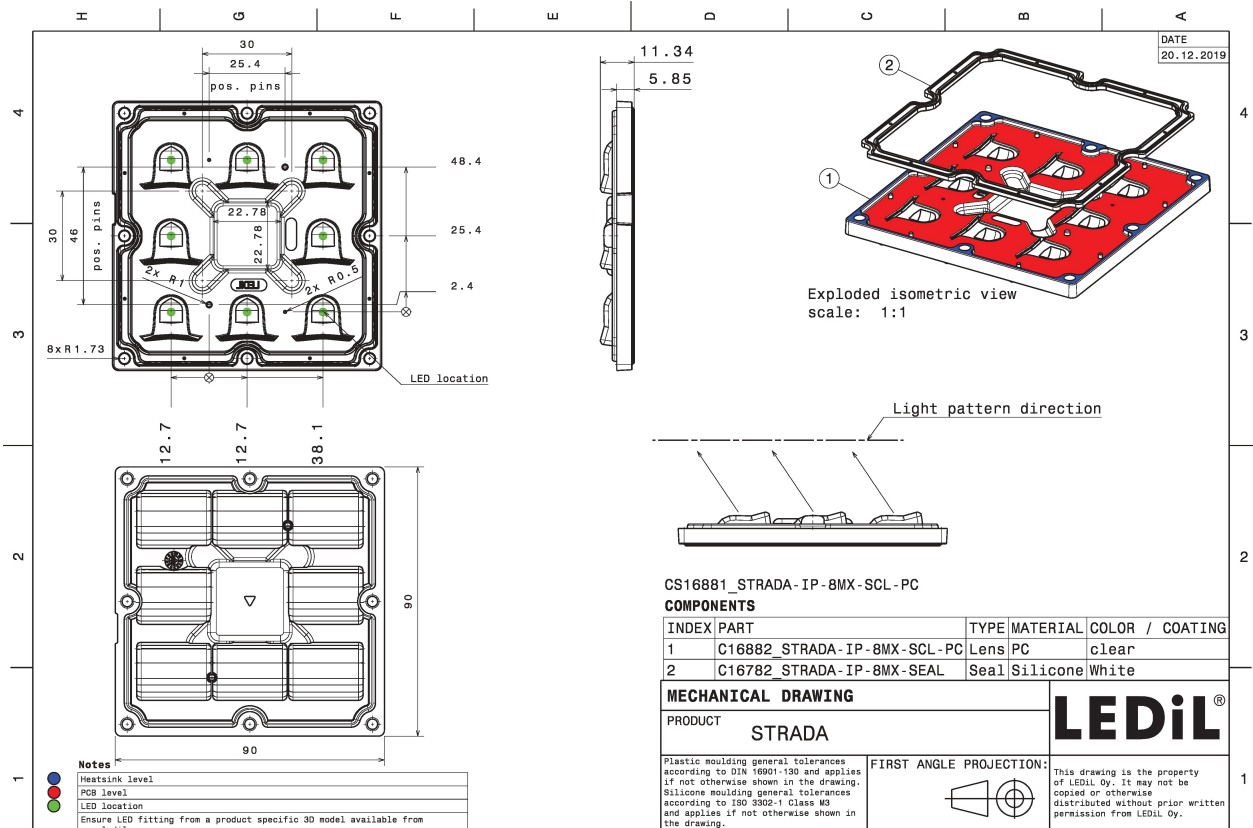 H G F E D C B A
DATE
20.12.2019
30
25.4
pos. pins
11.34
5.85
2
1
4
4
48.4
22.78
22.78
30
46
pos. pins
25.4
2x R1
2x R0.5
LEDiL
2.4
Exploded isometric view
scale: 1:1
3
3
8xR1.73
LED location
12.7
12.7
38.1
Light pattern direction
2
2
90
90
CS16881_STRADA-IP-8MX-SCL-PC
COMPONENTS
INDEX PART TYPE MATERIAL COLOR / COATING
1 C16882_STRADA-IP-8MX-SCL-PC Lens PC clear
2 C16782_STRADA-IP-8MX-SEAL Seal Silicone White
MECHANICAL DRAWING
PRODUCT
STRADA
LEDiL®
Plastic moulding general tolerances
according to DIN 16901-130 and applies
if not otherwise shown in the drawing.
Silicone moulding general tolerances
according to ISO 3302-1 Class M3
and applies if not otherwise shown in
the drawing.
FIRST ANGLE PROJECTION:
This drawing is the property
of LEDiL Oy. It may not be
copied or otherwise
distributed without prior written
permission from LEDiL Oy.
1
1
Notes
Heatsink level
PCB level
LED location
Ensure LED fitting from a product specific 3D model available from